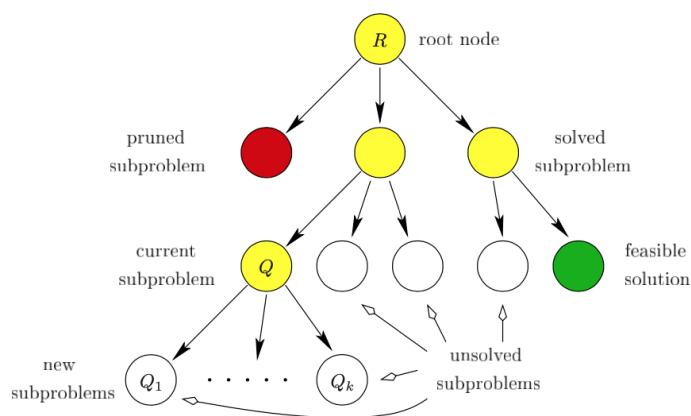 R
root node
pruned
subproblem
solved
subproblem
current
subproblem
Q
feasible
solution
new
subproblems
Q₁
. . . . .
Qₖ
unsolved
subproblems